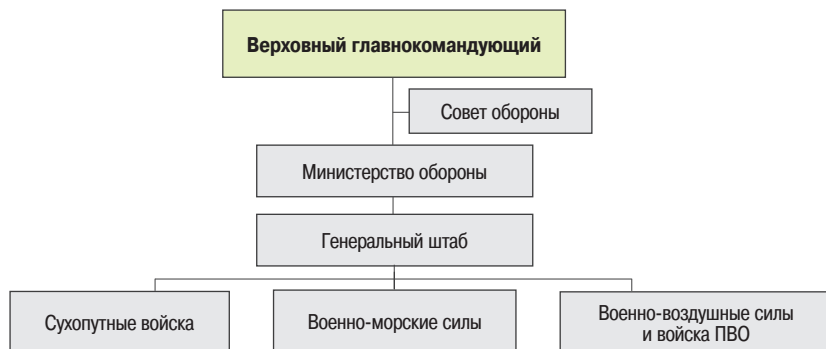 Верховный главнокомандующий
Совет обороны
Министерство обороны
Генеральный штаб
Сухопутные войска
Военно-морские силы
Военно-воздушные силы
и войска ПВО